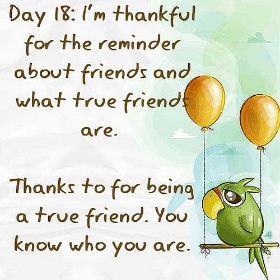 Day 18: I'm thankful
for the reminder
about friends and
what true friends
are.
Thanks to for being
a true friend. You
know who you are.